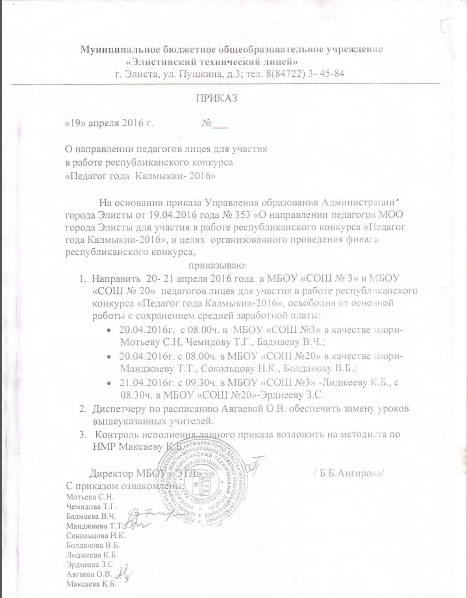 Муниципальное бюджетное общеобразовательное учреждение
«Элистинский технический лицей»
г. Элиста, ул. Пушкина, д.3; тел. 8(84722) 3- 45-84
ПРИКАЗ
«19» апреля 2016 г. №___
О направлении педагогов лицея для участия
в работе республиканского конкурса
«Педагог года Калмыкии- 2016»
На основании приказа Управления образования Администрации
города Элисты от 19.04.2016 года № 353 «О направлении педагогов МОО
города Элисты для участия в работе республиканского конкурса «Педагог
года Калмыкии-2016», в целях организованного проведения финала
республиканского конкурса,
приказываю:
1. Направить 20- 21 апреля 2016 года в МБОУ «СОШ № 3» и МБОУ
«СОШ № 20» педагогов лицея для участия в работе республиканского
конкурса «Педагог года Калмыкии-2016», освободив от основной
работы с сохранением средней заработной платы:
• 20.04.2016г. с 08.00ч. в МБОУ «СОШ №3» в качестве жюри-
Мотьеву С.Н, Чемидову Т.Г., Бадмаеву В.Ч.;
• 20.04.2016г. с 08.00ч. в МБОУ «СОШ №20» в качестве жюри-
Манджиеву Т.Т., Сокольцову Н.К., Болданову В.Б.;
• 21.04.2016г. с 09.30ч. в МБОУ «СОШ №3» -Лиджееву К.Б., с
08.30ч. в МБОУ «СОШ №20»-Эрдниеву З.С.
2. Диспетчеру по расписанию Авгаевой О.В. обеспечить замену уроков
вышеуказанных учителей.
3. Контроль исполнения данного приказа возложить на методиста по
НМР Максаеву К.Б.
Директор МБОУ «ЭТЛ» / Б.Б.Ангирова/
С приказом ознакомлены:
Мотьева С.Н.
Чемидова Т.Г.
Бадмаева В.Ч.
Манджиева Т.Т.
Сокольцова Н.К.
Болданова В.Б.
Лиджеева К.Б.
Эрдниева З.С
Авгаева О.В.
Максаева К.Б.